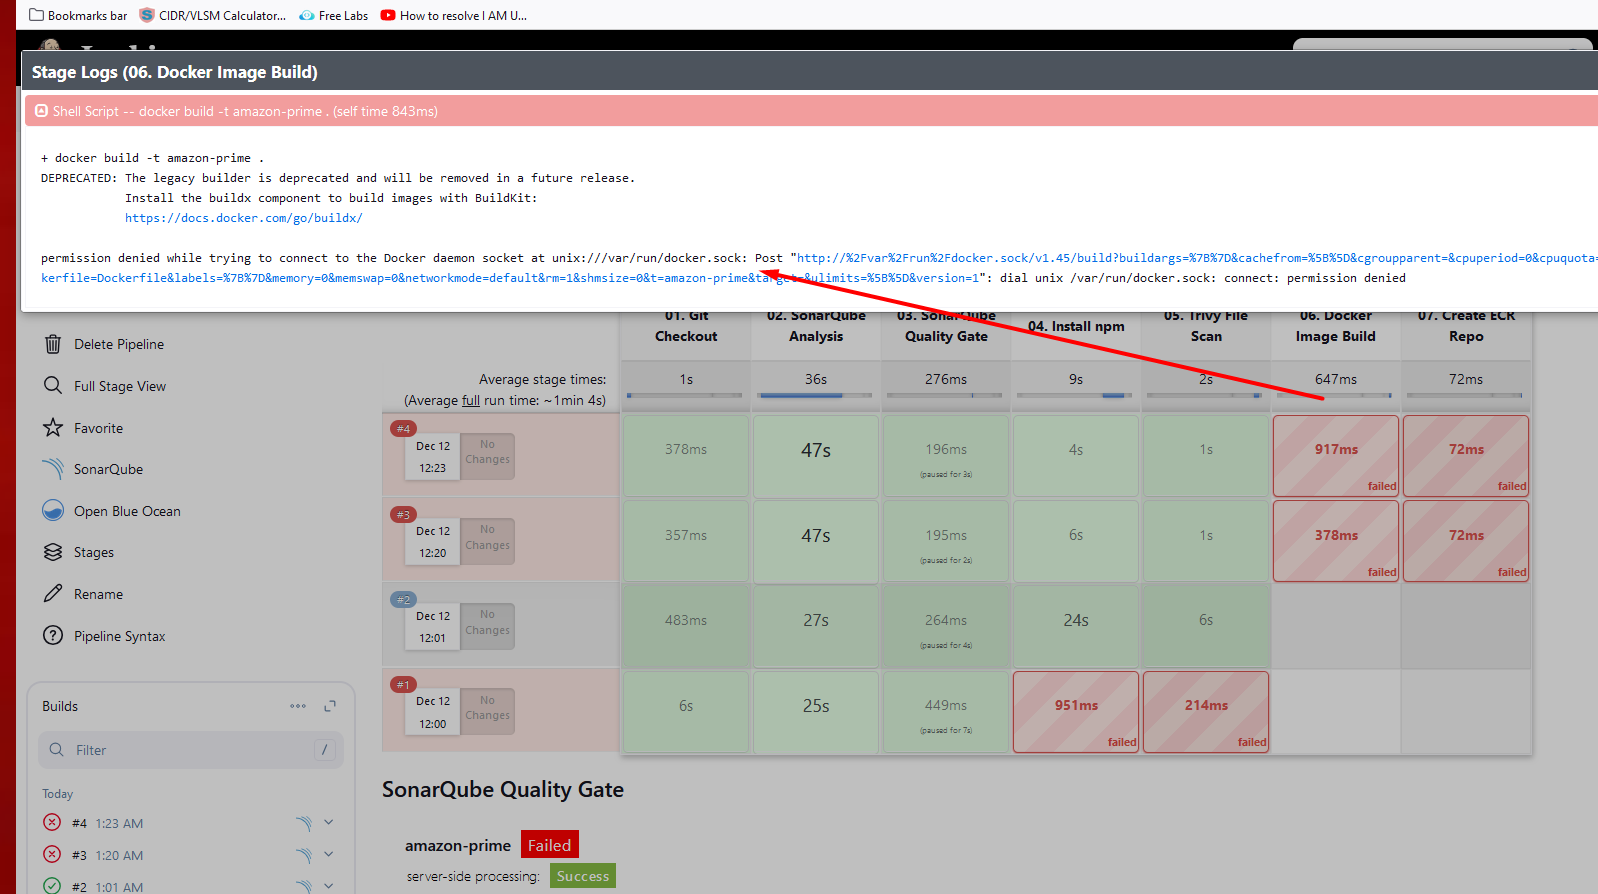 Bookmarks bar
CIDR/VLSM Calculator...
Free Labs
How to resolve I AM U...
Stage Logs (06. Docker Image Build)
Shell Script -- docker build -t amazon-prime . (self time 843ms)
+ docker build -t amazon-prime .
DEPRECATED: The legacy builder is deprecated and will be removed in a future release.
Install the buildx component to build images with BuildKit:
https://docs.docker.com/go/buildx/
permission denied while trying to connect to the Docker daemon socket at unix:///var/run/docker.sock: Post "http://%2Fvar%2Frun%2Fdocker.sock/v1.45/build?buildargs=%7B%7D&cachefrom=%5B%5D&cgroupparent=&cpuperiod=0&cpuquota=
kerfile=Dockerfile&labels=%7B%7D&memory=0&memswap=0&networkmode=default&rm=1&shmsize=0&t=amazon-prime&target=&ulimits=%5B%5D&version=1": dial unix /var/run/docker.sock: connect: permission denied
Delete Pipeline
Full Stage View
Favorite
SonarQube
Open Blue Ocean
Stages
Rename
Pipeline Syntax
01. Git Checkout
02. SonarQube Analysis
03. SonarQube Quality Gate
04. Install npm
05. Trivy File Scan
06. Docker Image Build
07. Create ECR Repo
Average stage times:
(Average full run time: ~1min 4s)
1s
36s
276ms
9s
2s
647ms
72ms
#4
Dec 12
12:23
No Changes
378ms
47s
196ms
(paused for 3s)
4s
1s
917ms
failed
72ms
failed
#3
Dec 12
12:20
No Changes
357ms
47s
195ms
(paused for 2s)
6s
1s
378ms
failed
72ms
failed
#2
Dec 12
12:01
No Changes
483ms
27s
264ms
(paused for 4s)
24s
6s
#1
Dec 12
12:00
No Changes
6s
25s
449ms
(paused for 7s)
951ms
failed
214ms
failed
Builds
Filter
/
Today
#4 1:23 AM
#3 1:20 AM
#2 1:01 AM
SonarQube Quality Gate
amazon-prime Failed
server-side processing: Success